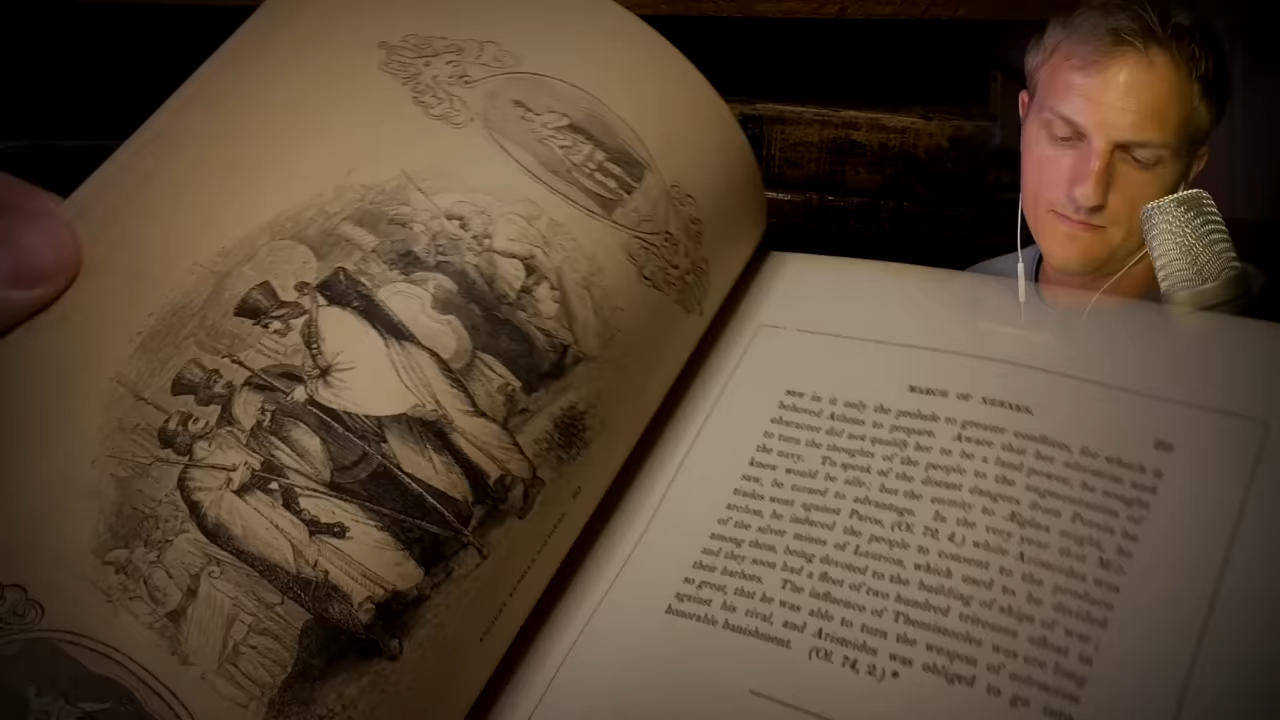 MARCH OF XERXES.
saw in it only the prelude to greater conflicts, for which it
beloved Athens to prepare. Aware that her situation and
character did not qualify her to be a land power, he sought
to turn the thoughts of the people to the augmentation of
the navy. To speak of the distant dangers from Persia he
knew would be idle; but the enmity to Ægina might, he
saw, be turned to advantage. In the very year that Mil-
tiades went against Paros, (Ol. 72, 4,) while Aristeides was
archon, he induced the people to consent to the produce
of the silver mines of Laureion, which used to be divided
among them, being devoted to the building of ships of war;
and they soon had a fleet of two hundred triremes afloat in
their harbors. The influence of Themistocles was ere long
so great, that he was able to turn the weapon of ostracism
against his rival, and Aristeides was obliged to go into
honorable banishment. (Ol. 74, 2.) *